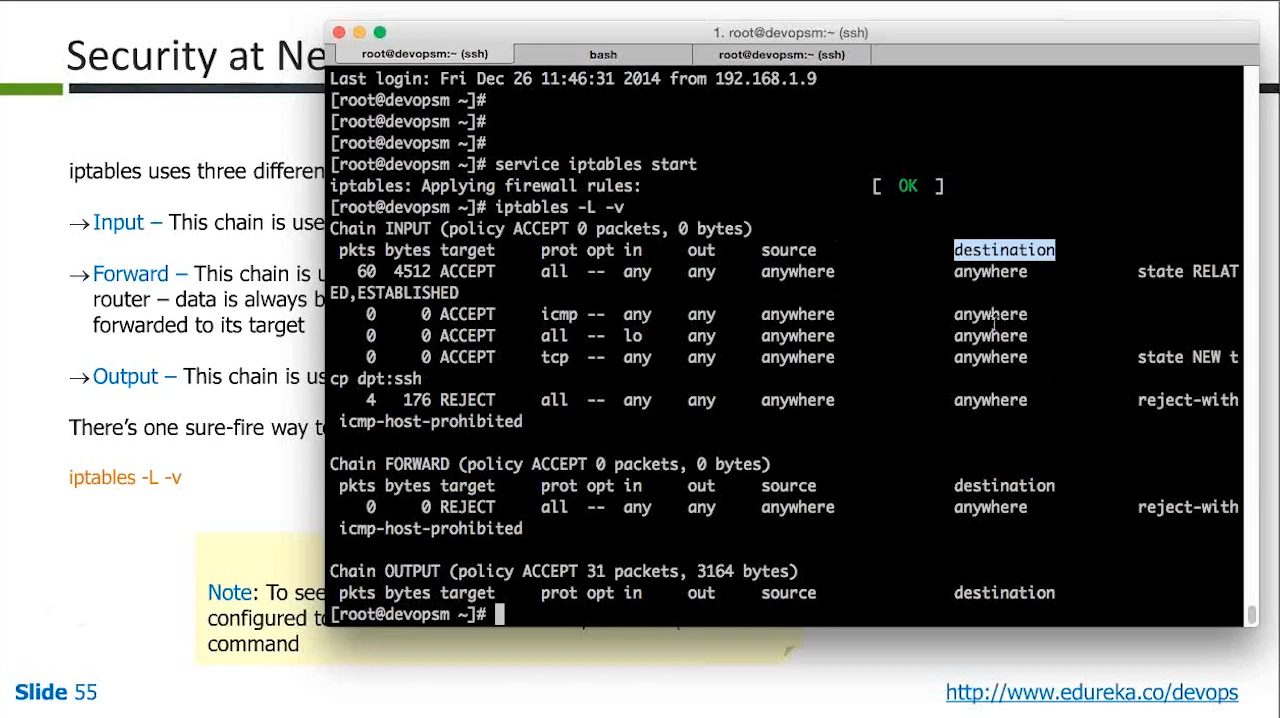 Security at Ne
iptables uses three differen
→ Input – This chain is use
→ Forward – This chain is u
router – data is always b
forwarded to its target
→ Output – This chain is us
There's one sure-fire way t
iptables -L -v
Note: To see
configured to
command
Slide 55
http://www.edureka.co/devops
1. root@devopsm:~ (ssh)
root@devopsm:~ (ssh) bash root@devopsm:~ (ssh)
Last login: Fri Dec 26 11:46:31 2014 from 192.168.1.9
[root@devopsm ~]#
[root@devopsm ~]#
[root@devopsm ~]#
[root@devopsm ~]# service iptables start
iptables: Applying firewall rules: [ OK ]
[root@devopsm ~]# iptables -L -v
Chain INPUT (policy ACCEPT 0 packets, 0 bytes)
pkts bytes target prot opt in out source destination
60 4512 ACCEPT all -- any any anywhere anywhere state RELAT
ED,ESTABLISHED
0 0 ACCEPT icmp -- any any anywhere anywhere
0 0 ACCEPT all -- lo any anywhere anywhere
0 0 ACCEPT tcp -- any any anywhere anywhere state NEW t
cp dpt:ssh
4 176 REJECT all -- any any anywhere anywhere reject-with
icmp-host-prohibited
Chain FORWARD (policy ACCEPT 0 packets, 0 bytes)
pkts bytes target prot opt in out source destination
0 0 REJECT all -- any any anywhere anywhere reject-with
icmp-host-prohibited
Chain OUTPUT (policy ACCEPT 31 packets, 3164 bytes)
pkts bytes target prot opt in out source destination
[root@devopsm ~]#